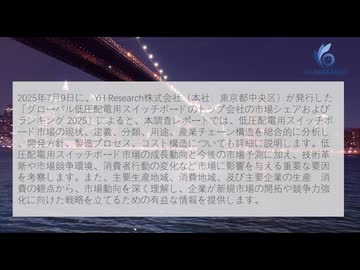 2025年7月9日に、YH Research株式会社（本社：東京都中央区）が発行した
「グローバル低圧配電用スイッチボードのトップ会社の市場シェアおよび
ランキング 2025」によると、本調査レポートでは、低圧配電用スイッチボ
ード市場の現状、定義、分類、用途、産業チェーン構造を総合的に分析
し、開発方針、製造プロセス、コスト構造についても詳細に説明します。低
圧配電用スイッチボード市場の成長動向と今後の市場予測に加え、技術革
新や市場競争環境、消費者行動の変化など市場に影響を与える重要な要因
を考察します。また、主要生産地域、消費地域、及び主要企業の生産　消
費の観点から、市場動向を深く理解し、企業が新規市場の開拓や競争力強
化に向けた戦略を立てるための有益な情報を提供します。